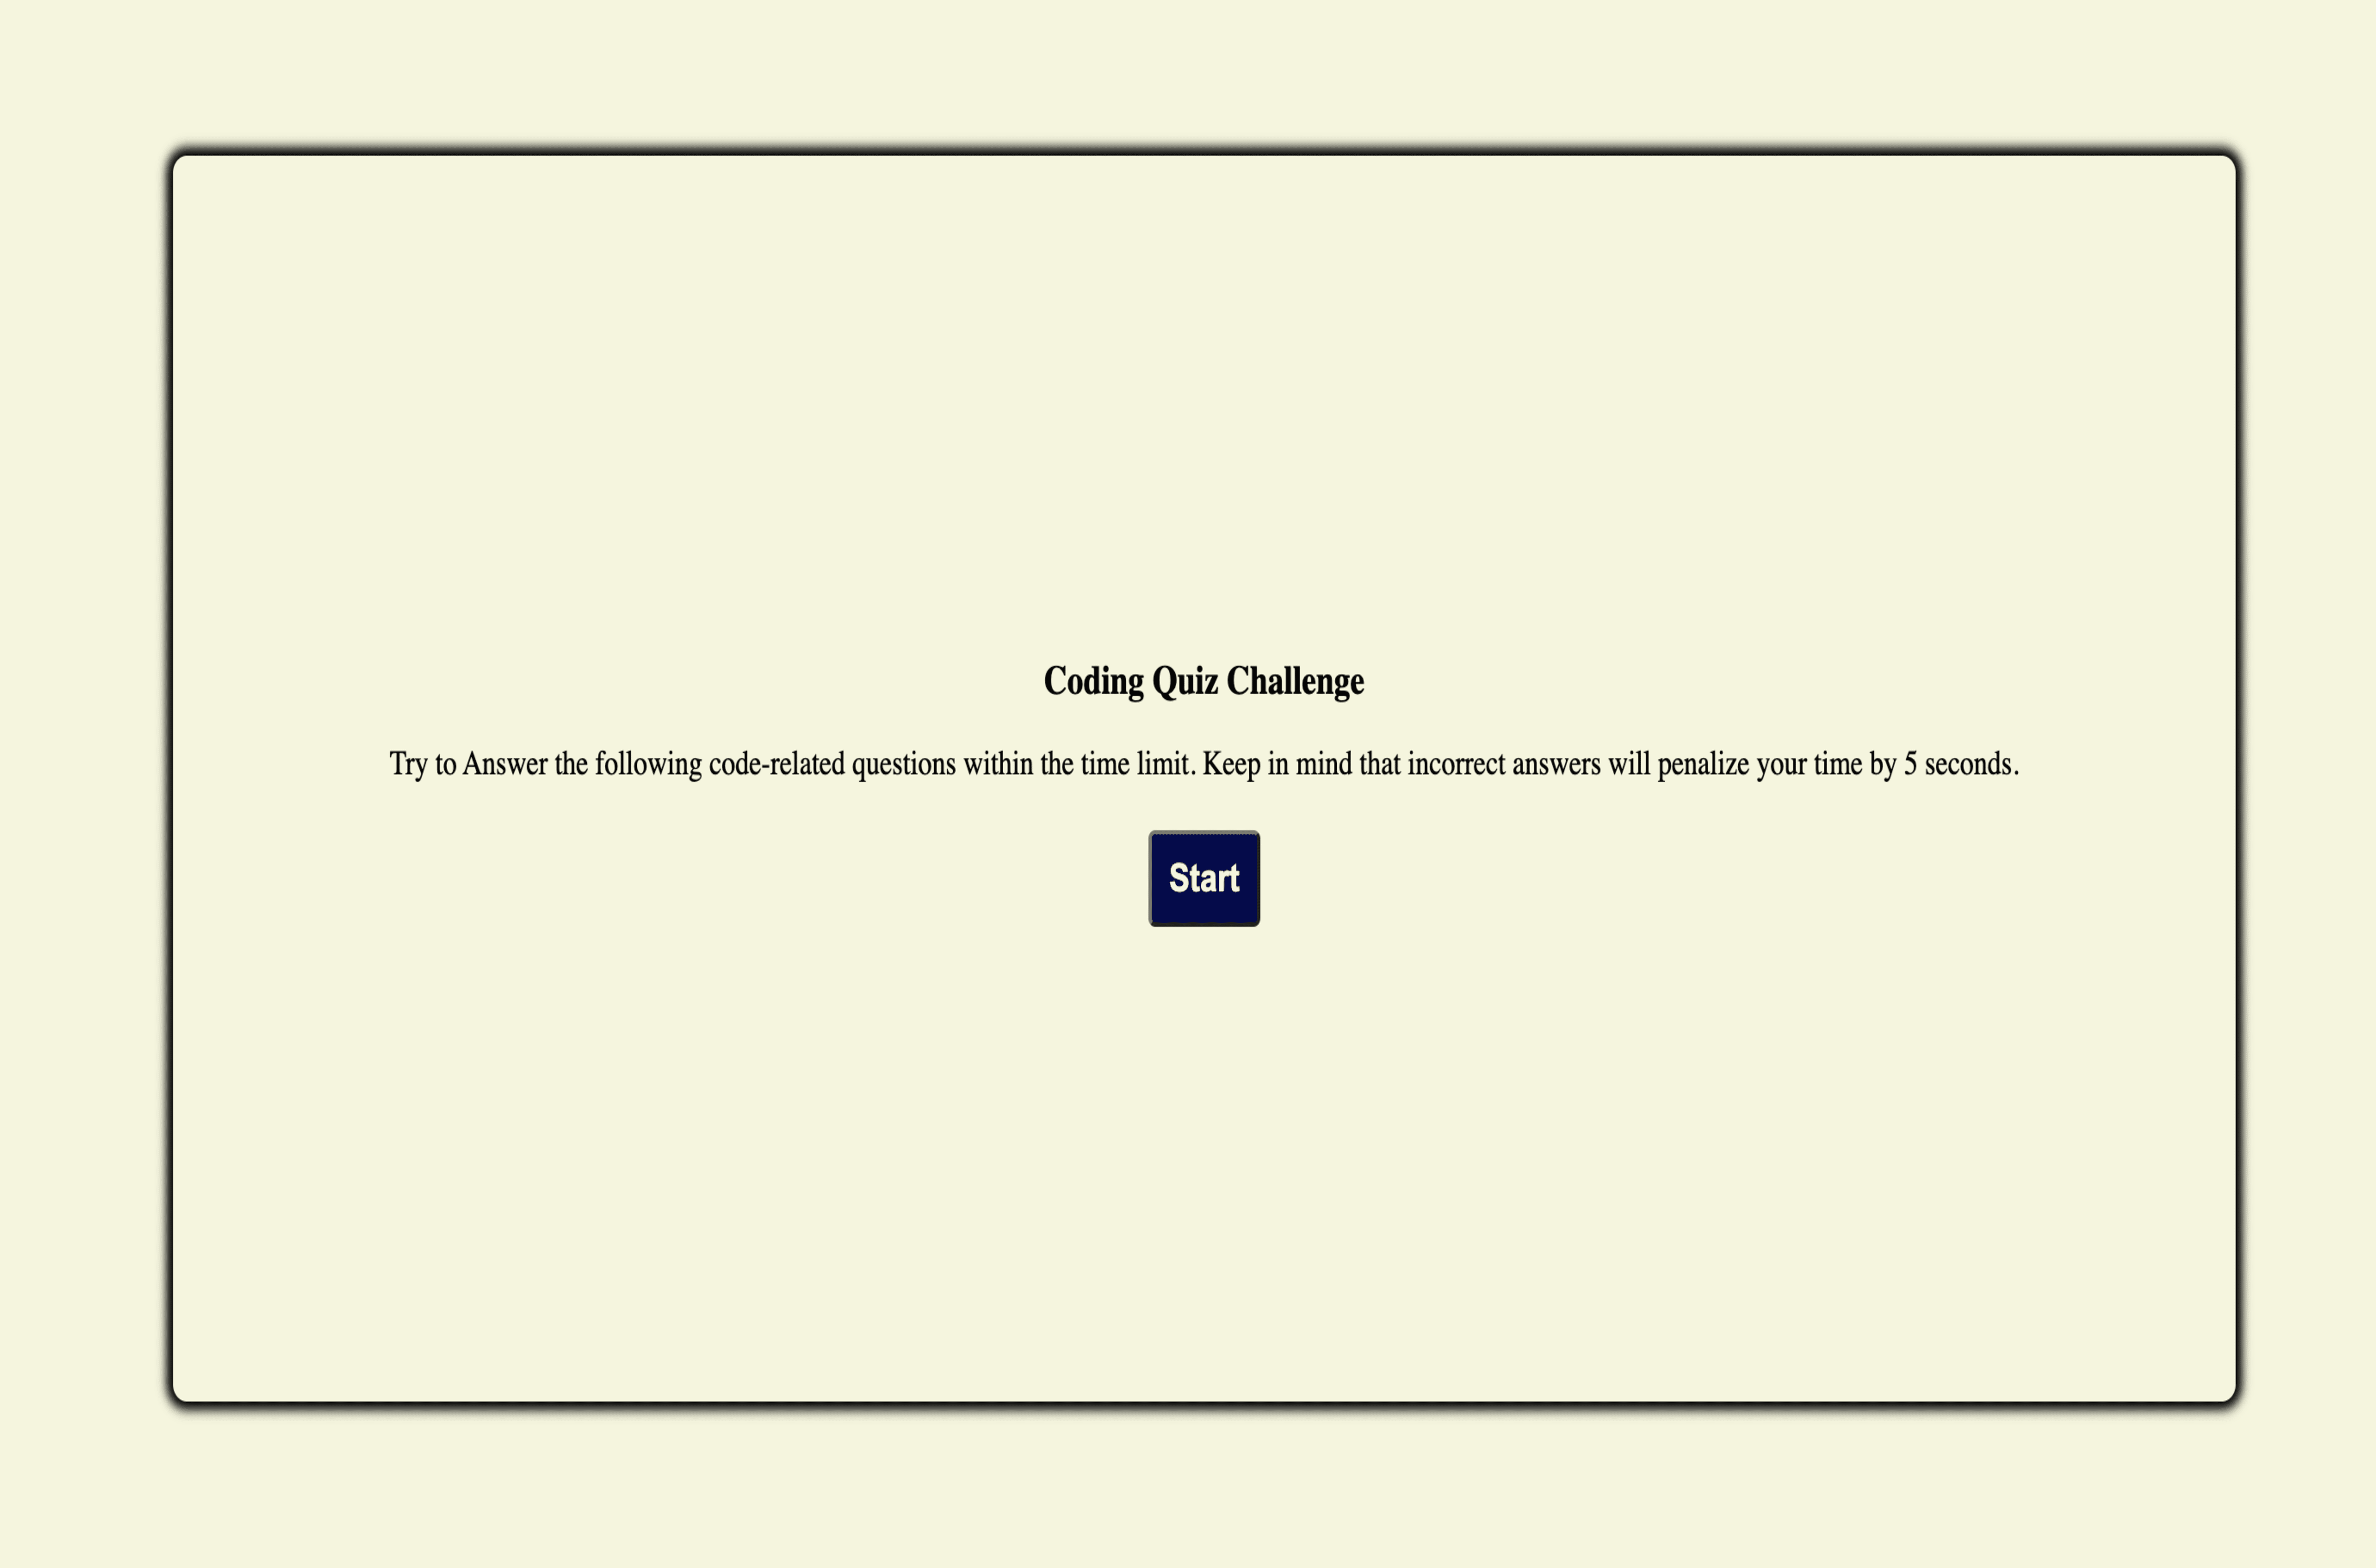 Coding Quiz Challenge
Try to Answer the following code-related questions within the time limit. Keep in mind that incorrect answers will penalize your time by 5 seconds.
Start